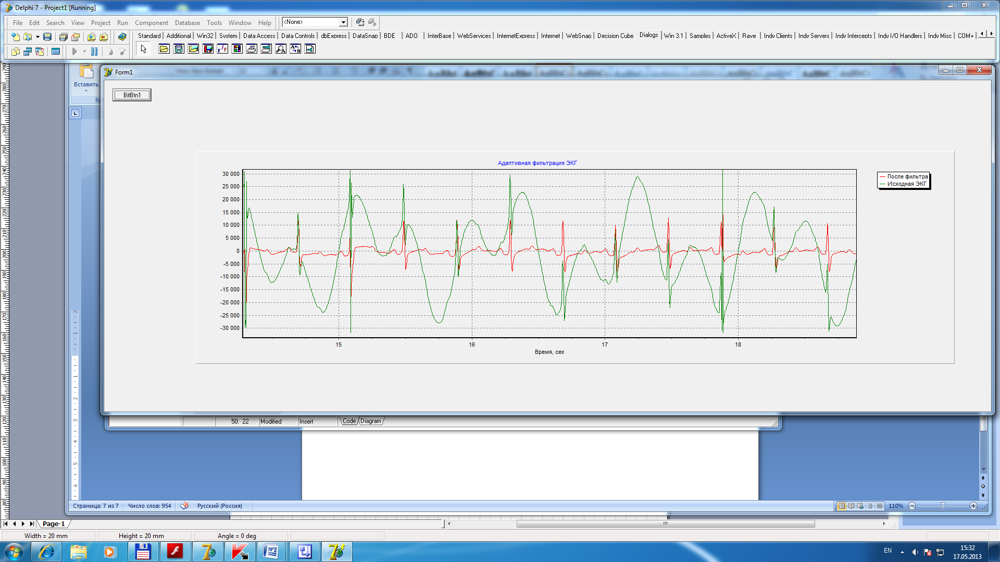 Delphi 7 - Project1 [Running]
File Edit Search View Project Run Component Database Tools Window Help <None>
Standard Additional Win32 System Data Access Data Controls dbExpress DataSnap BDE ADO InterBase WebServices InternetExpress Internet WebSnap Decision Cube Dialogs Win 3.1 Samples ActiveX Rave Indy Clients Indy Servers Indy Intercepts Indy I/O Handlers Indy Misc COM+
Form1
Вставить
BitBtn1
Адаптивная фильтрация ЭКГ
После фильтра
Исходная ЭКГ
30 000
25 000
20 000
15 000
10 000
5 000
0
-5 000
-10 000
-15 000
-20 000
-25 000
-30 000
15 16 17 18
Время, сек
50: 22 Modified Insert Code Diagram
Страница: 7 из 7 Число слов: 954 Русский (Россия) 110%
Page-1
Width = 20 mm Height = 20 mm Angle = 0 deg
EN 15:32
17.05.2013